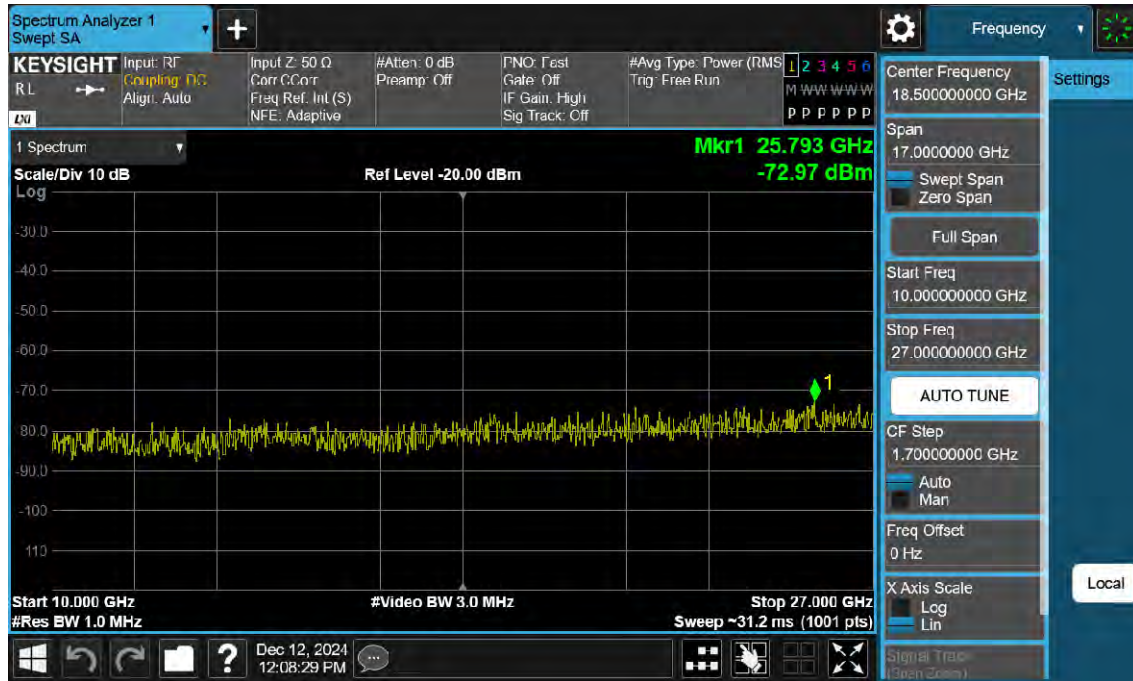 Spectrum Analyzer 1
Swept SA
+
Frequency
KEYSIGHT
RL
LXI
Input: RF
Coupling: DC
Align: Auto
Input Z: 50 Ω
Corr CCorr
Freq Ref: Int (S)
NFE: Adaptive
#Atten: 0 dB
Preamp: Off
PNO: Fast
Gate: Off
IF Gain: High
Sig Track: Off
#Avg Type: Power (RMS
Trig: Free Run
1 2 3 4 5 6
M W W W W W
P P P P P P
1 Spectrum
Scale/Div 10 dB
Ref Level -20.00 dBm
Mkr1 25.793 GHz
-72.97 dBm
Log
-30.0
-40.0
-50.0
-60.0
-70.0
-80.0
-90.0
-100
-110
1
Start 10.000 GHz
#Video BW 3.0 MHz
Stop 27.000 GHz
#Res BW 1.0 MHz
Sweep ~31.2 ms (1001 pts)
?
Dec 12, 2024
12:08:29 PM
Center Frequency
18.500000000 GHz
Span
17.0000000 GHz
Swept Span
Zero Span
Full Span
Start Freq
10.000000000 GHz
Stop Freq
27.000000000 GHz
AUTO TUNE
CF Step
1.700000000 GHz
Auto
Man
Freq Offset
0 Hz
X Axis Scale
Log
Lin
Signal Track
(Span Zoom)
Settings
Local